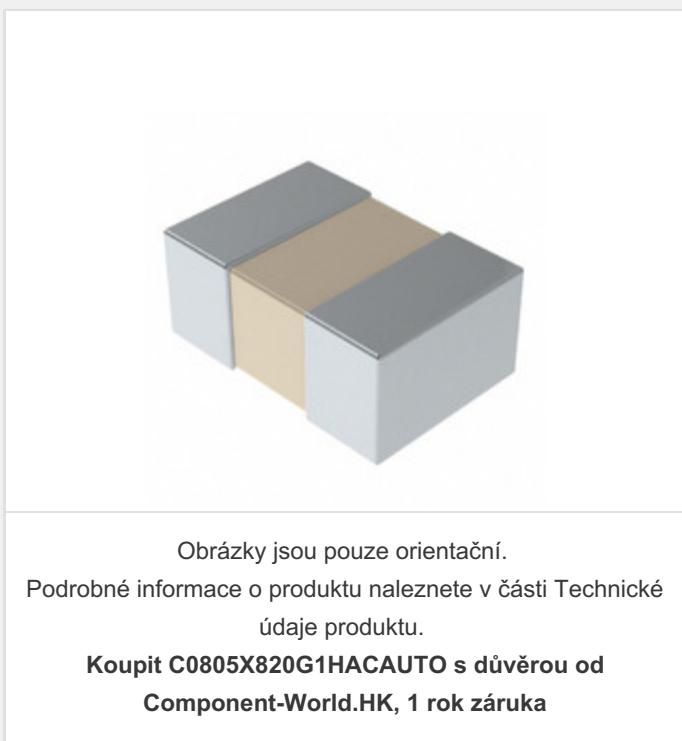 Obrázky jsou pouze orientační.
Podrobné informace o produktu naleznete v části Technické
údaje produktu.
Koupit C0805X820G1HACAUTO s důvěrou od
Component-World.HK, 1 rok záruka